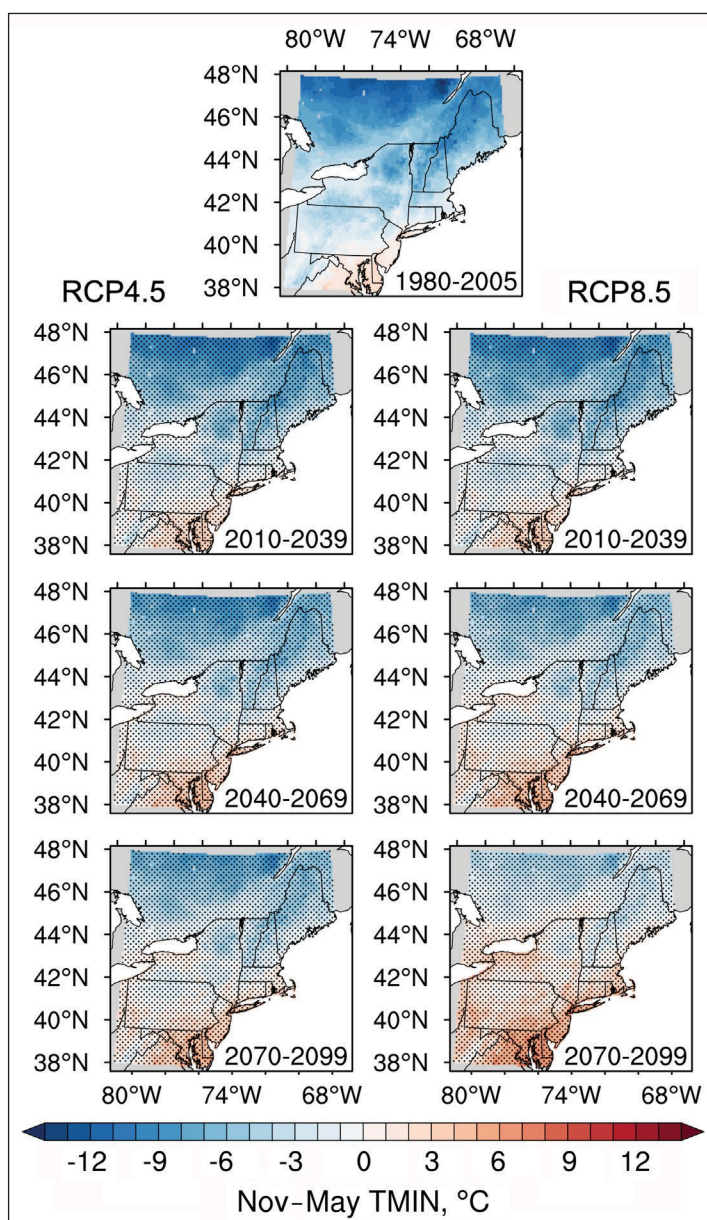 80°W 74°W 68°W
48°N
46°N
44°N
42°N
40°N
38°N
1980-2005
RCP4.5 RCP8.5
48°N 48°N
46°N 46°N
44°N 44°N
42°N 42°N
40°N 40°N
38°N 38°N
2010-2039 2010-2039
48°N 48°N
46°N 46°N
44°N 44°N
42°N 42°N
40°N 40°N
38°N 38°N
2040-2069 2040-2069
48°N 48°N
46°N 46°N
44°N 44°N
42°N 42°N
40°N 40°N
38°N 38°N
2070-2099 2070-2099
80°W 74°W 68°W 80°W 74°W 68°W
-12 -9 -6 -3 0 3 6 9 12
Nov-May TMIN, °C